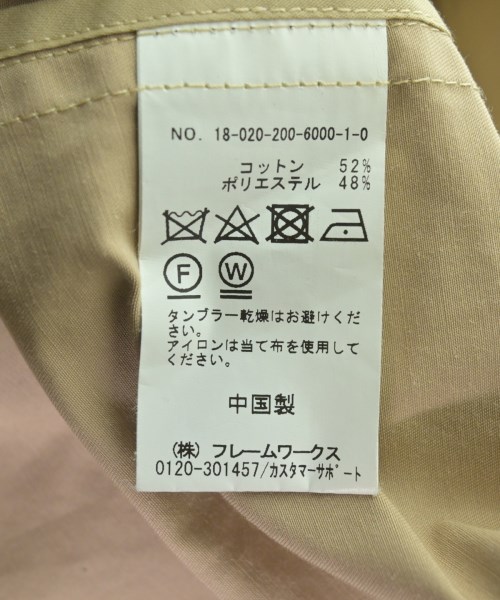 NO. 18-020-200-6000-1-0
コットン 52%
ポリエステル 48%
F W
タンブラー乾燥はお避けくだ
さい。
アイロンは当て布を使用して
ください。
中国製
(株) フレームワークス
0120-301457/カスタマーサポート